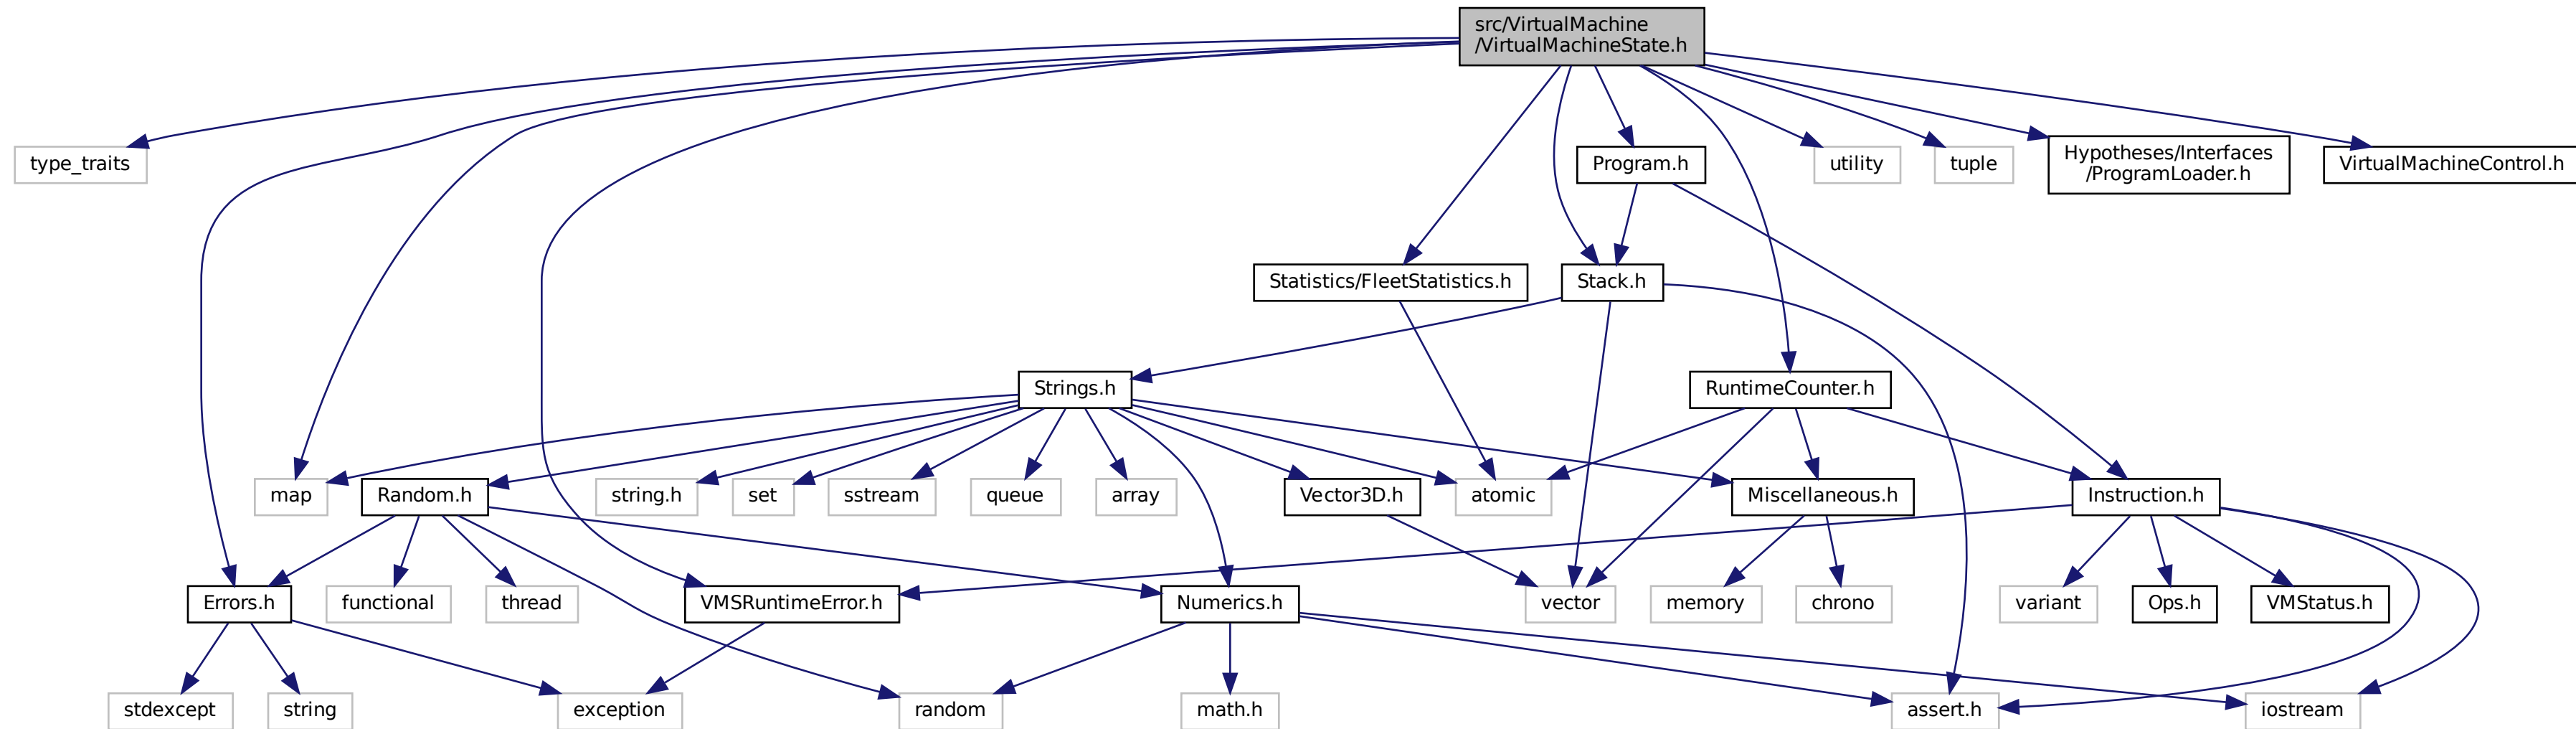 src/VirtualMachine
/VirtualMachineState.h
type_traits
Program.h
utility
tuple
Hypotheses/Interfaces
/ProgramLoader.h
VirtualMachineControl.h
Statistics/FleetStatistics.h
Stack.h
Strings.h
RuntimeCounter.h
map
Random.h
string.h
set
sstream
queue
array
Vector3D.h
atomic
Miscellaneous.h
Instruction.h
Errors.h
functional
thread
VMSRuntimeError.h
Numerics.h
vector
memory
chrono
variant
Ops.h
VMStatus.h
stdexcept
string
exception
random
math.h
assert.h
iostream